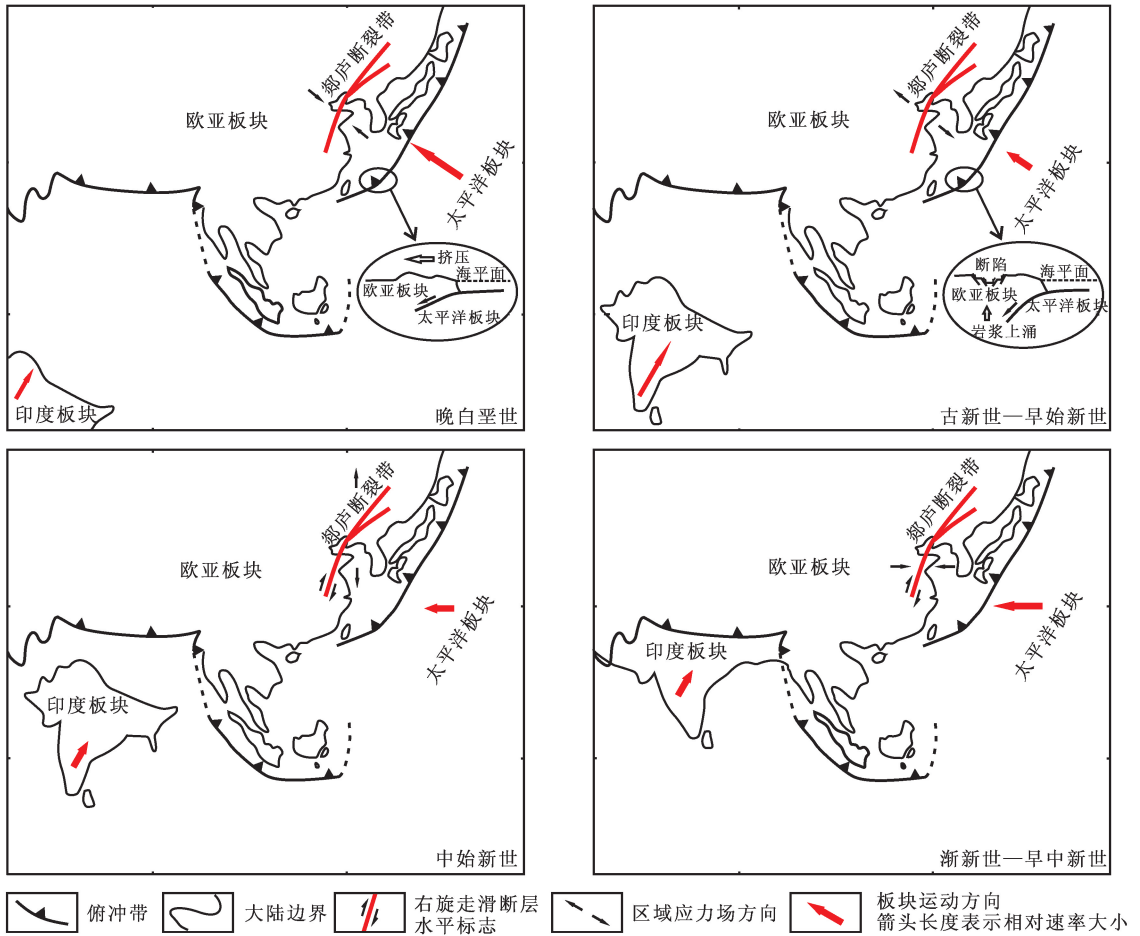 郯庐断裂带
欧亚板块
太平洋板块
挤压
海平面
欧亚板块
太平洋板块
印度板块
晚白垩世
郯庐断裂带
欧亚板块
太平洋板块
断陷
海平面
欧亚板块
太平洋板块
岩浆上涌
印度板块
古新世—早始新世
郯庐断裂带
欧亚板块
太平洋板块
印度板块
中始新世
郯庐断裂带
欧亚板块
太平洋板块
印度板块
渐新世—早中新世
俯冲带
大陆边界
右旋走滑断层
水平标志
区域应力场方向
板块运动方向
箭头长度表示相对速率大小